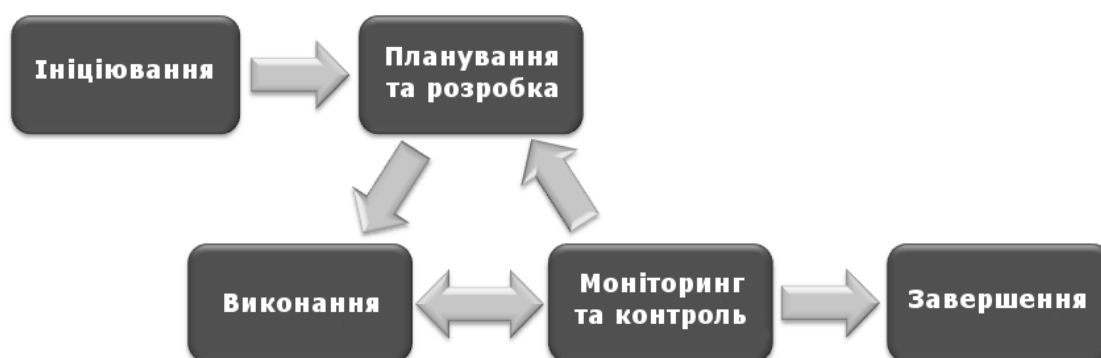 Ініціювання
Планування
та розробка
Виконання
Моніторинг
та контроль
Завершення